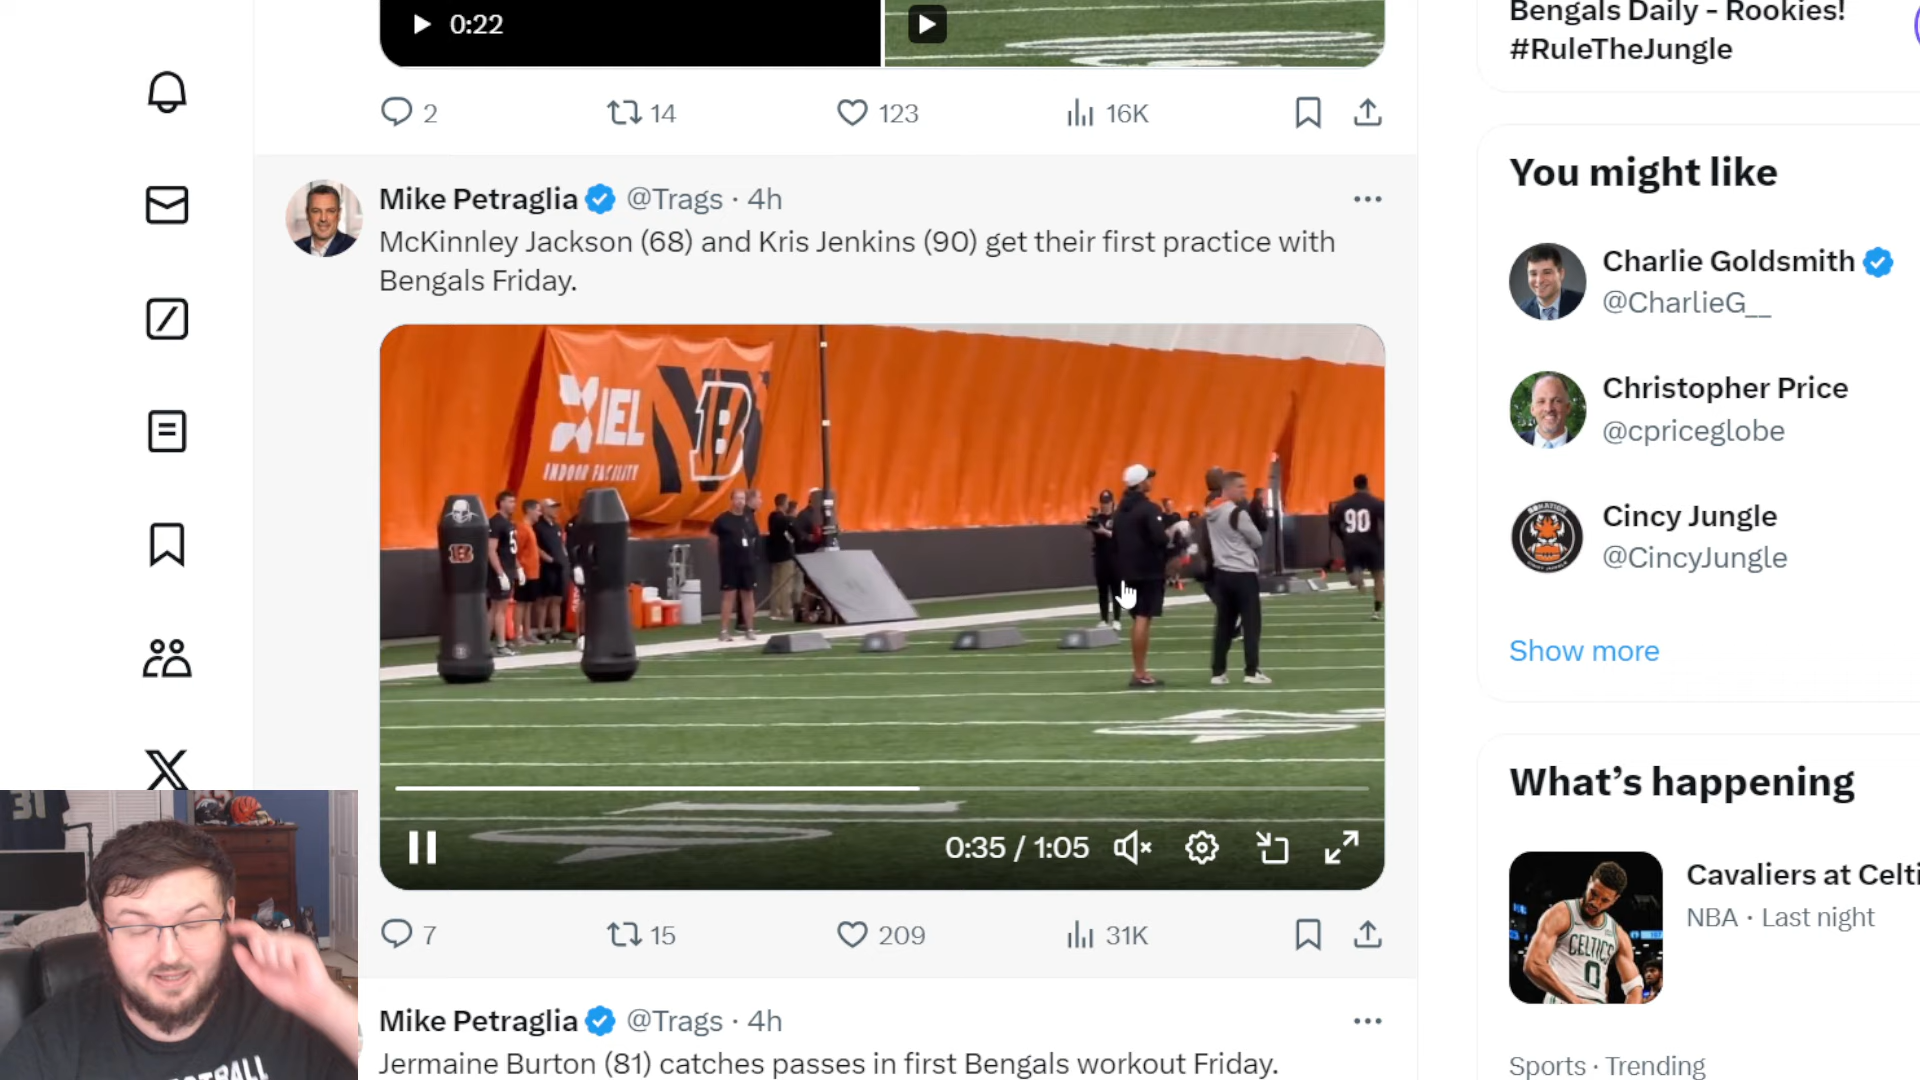 0:22
2
14
123
16K
Mike Petraglia @Trags · 4h
McKinnley Jackson (68) and Kris Jenkins (90) get their first practice with
Bengals Friday.
IEL
B
INDOOR FACILITY
B
5
90
0:35 / 1:05
7
15
209
31K
Mike Petraglia @Trags · 4h
Jermaine Burton (81) catches passes in first Bengals workout Friday.
Bengals Daily - Rookies!
#RuleTheJungle
You might like
Charlie Goldsmith
@CharlieG__
Christopher Price
@cpriceglobe
Cincy Jungle
@CincyJungle
Show more
What's happening
Cavaliers at Celti
NBA · Last night
CELTICS
0
Sports · Trending
31